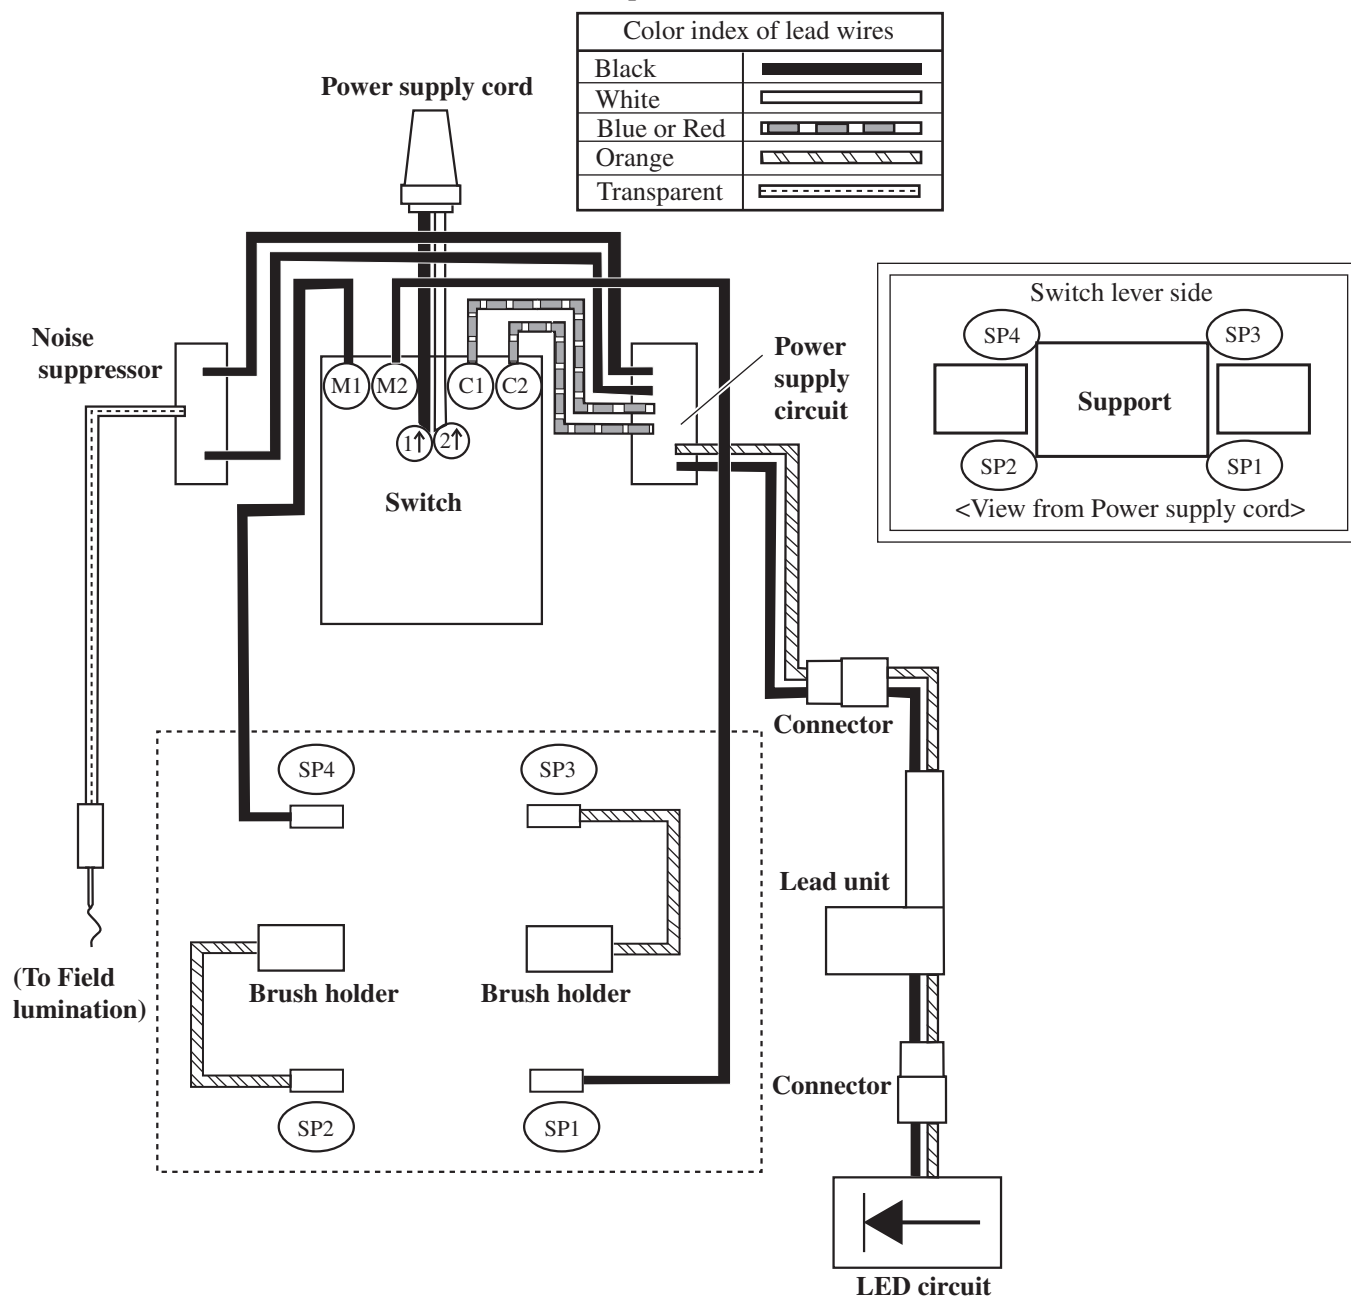 Color index of lead wires
Black
White
Blue or Red
Orange
Transparent
Power supply cord
Noise
suppressor
M1
M2
C1
C2
1↑
2↑
Switch
Power
supply
circuit
Switch lever side
SP4
SP3
Support
SP2
SP1
<View from Power supply cord>
Connector
SP4
SP3
Lead unit
(To Field
lumination)
Brush holder
Brush holder
Connector
SP2
SP1
LED circuit